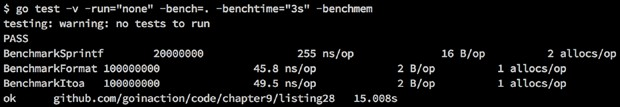 $ go test -v -run="none" -bench=. -benchtime="3s" -benchmem
testing: warning: no tests to run
PASS
BenchmarkSprintf 20000000 255 ns/op 16 B/op 2 allocs/op
BenchmarkFormat 100000000 45.8 ns/op 2 B/op 1 allocs/op
BenchmarkItoa 100000000 49.5 ns/op 2 B/op 1 allocs/op
ok github.com/goinaction/code/chapter9/listing28 15.008s